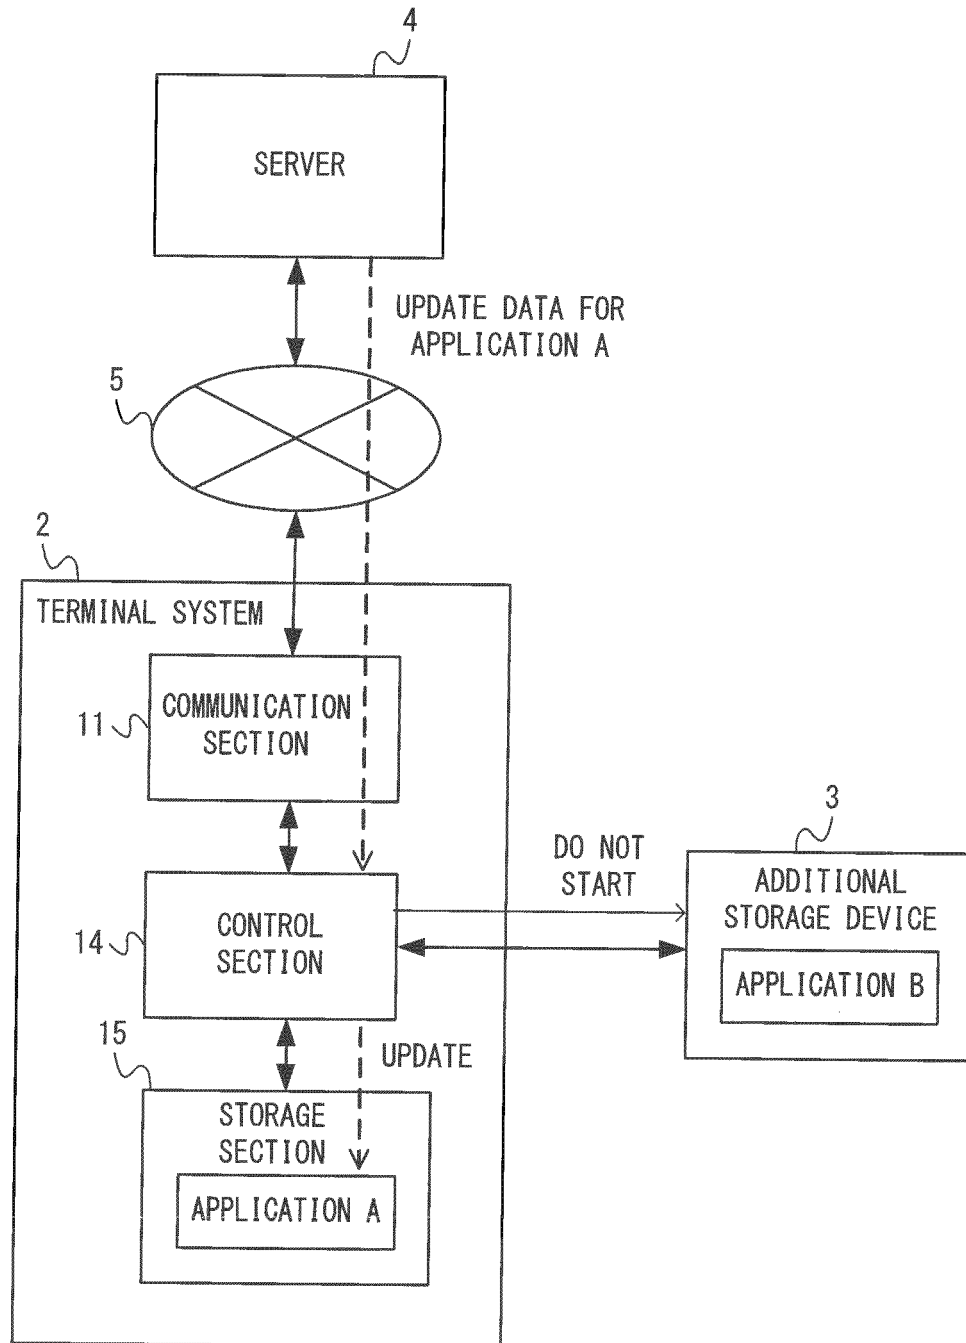 4
SERVER
UPDATE DATA FOR
APPLICATION A
5
2
TERMINAL SYSTEM
11
COMMUNICATION
SECTION
14
CONTROL
SECTION
DO NOT
START
3
ADDITIONAL
STORAGE DEVICE
APPLICATION B
15
UPDATE
STORAGE
SECTION
APPLICATION A